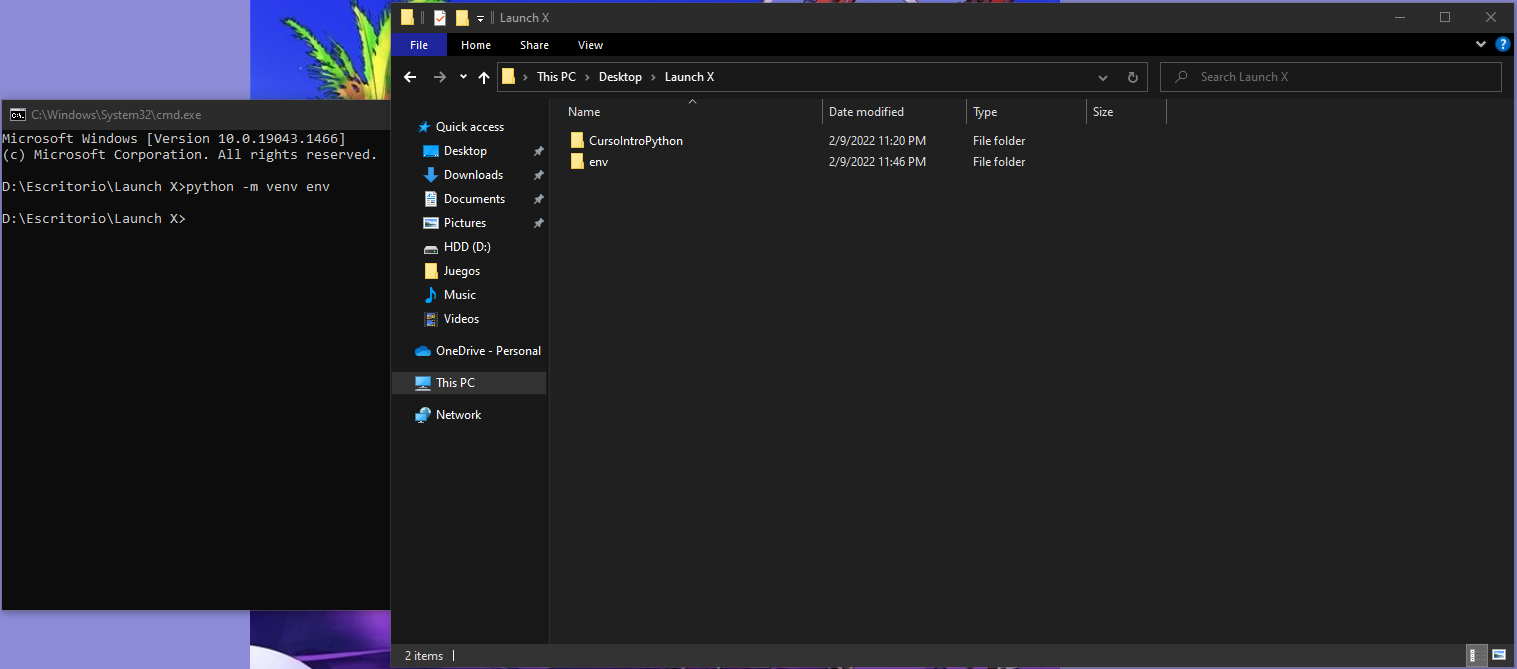 C:\Windows\System32\cmd.exe
Microsoft Windows [Version 10.0.19043.1466]
(c) Microsoft Corporation. All rights reserved.
D:\Escritorio\Launch X>python -m venv env
D:\Escritorio\Launch X>
Launch X
File Home Share View
This PC Desktop Launch X
Search Launch X
Quick access
Desktop
Downloads
Documents
Pictures
HDD (D:)
Juegos
Music
Videos
OneDrive - Personal
This PC
Network
Name Date modified Type Size
CursoIntroPython 2/9/2022 11:20 PM File folder
env 2/9/2022 11:46 PM File folder
2 items